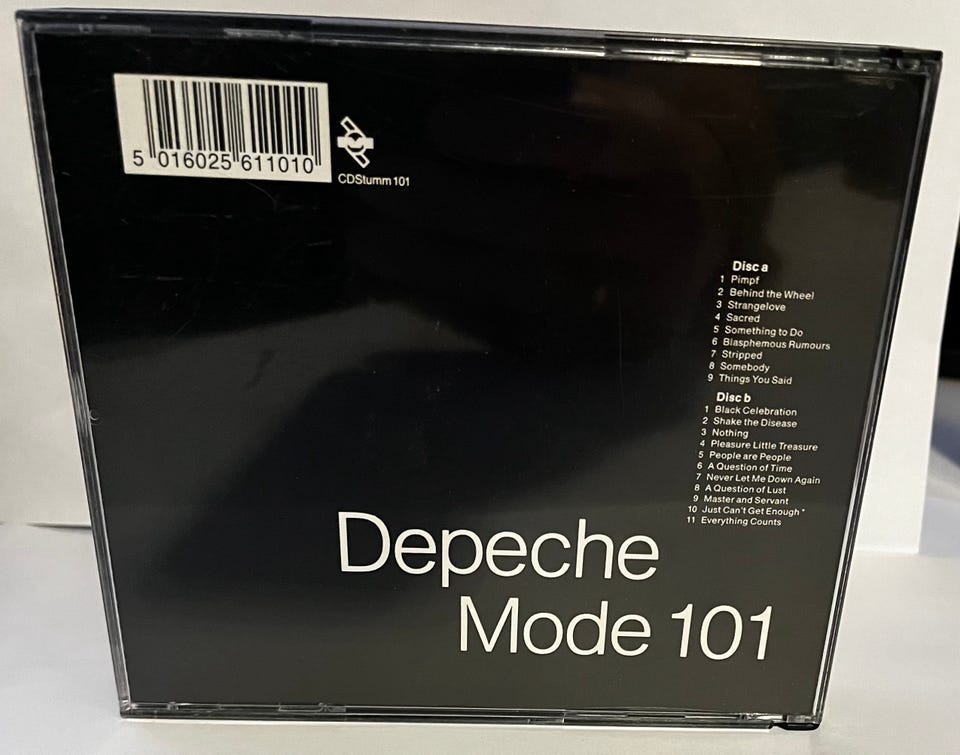 5 016025 611010
CDStumm 101
Disc a
1 Pimpf
2 Behind the Wheel
3 Strangelove
4 Sacred
5 Something to Do
6 Blasphemous Rumours
7 Stripped
8 Somebody
9 Things You Said
Disc b
1 Black Celebration
2 Shake the Disease
3 Nothing
4 Pleasure Little Treasure
5 People are People
6 A Question of Time
7 Never Let Me Down Again
8 A Question of Lust
9 Master and Servant
10 Just Can't Get Enough*
11 Everything Counts
Depeche
Mode 101